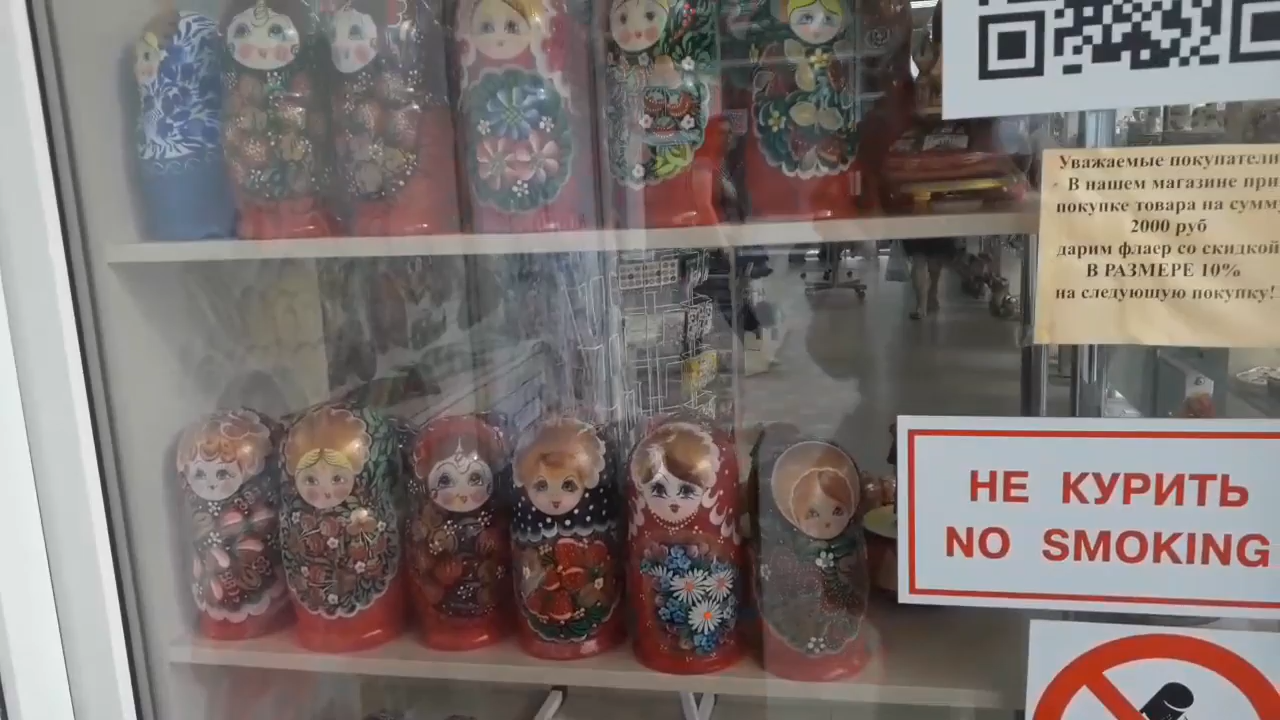 Уважаемые покупатели
В нашем магазине при
покупке товара на сумм
2000 руб
дарим флаер со скидкой
В РАЗМЕРЕ 10%
на следующую покупку!
НЕ КУРИТЬ
NO SMOKING